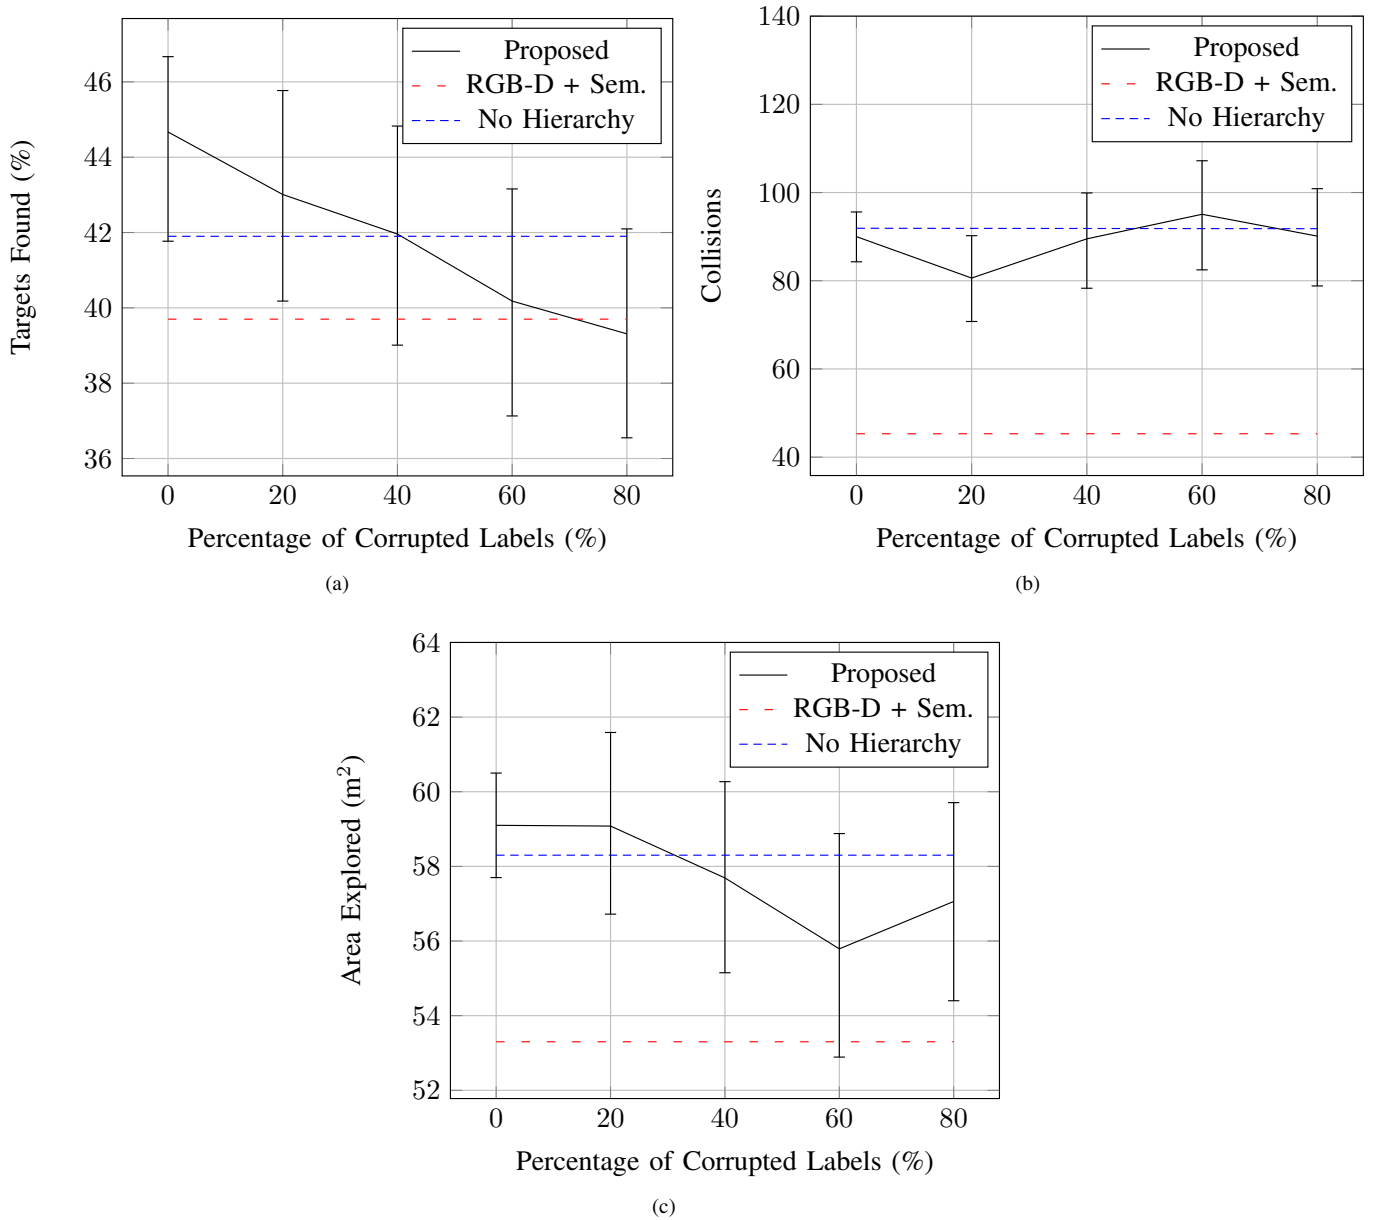 46
44
42
40
38
36
Targets Found (%)
Proposed
RGB-D + Sem.
No Hierarchy
0 20 40 60 80
Percentage of Corrupted Labels (%)
(a)
140
120
100
80
60
40
Collisions
Proposed
RGB-D + Sem.
No Hierarchy
0 20 40 60 80
Percentage of Corrupted Labels (%)
(b)
64
62
60
58
56
54
52
Area Explored (m²)
Proposed
RGB-D + Sem.
No Hierarchy
0 20 40 60 80
Percentage of Corrupted Labels (%)
(c)